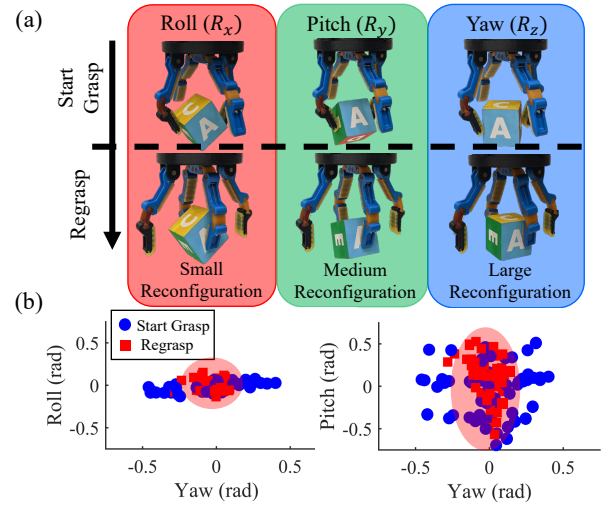 (a)
Roll (Rₓ)
Pitch (R_y)
Yaw (R_z)
Start
Grasp
C
A
A
C
A
Regrasp
C
A
E
E
A
Small
Reconfiguration
Medium
Reconfiguration
Large
Reconfiguration
(b)
Start Grasp
Regrasp
Roll (rad)
0.5
0
-0.5
-0.5
0
0.5
Yaw (rad)
Pitch (rad)
0.5
0
-0.5
-0.5
0
0.5
Yaw (rad)